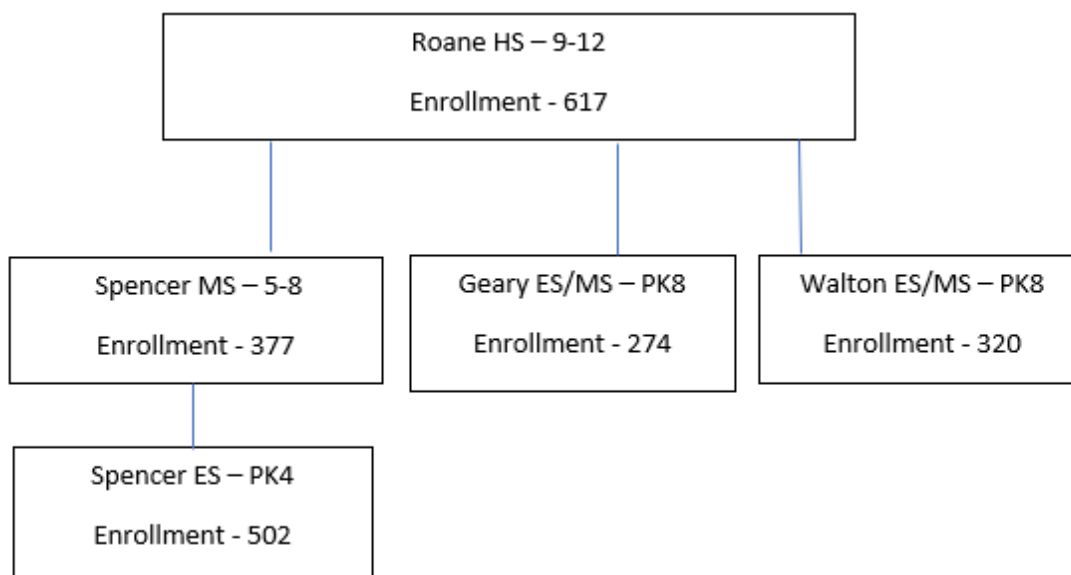 Roane HS – 9-12
Enrollment - 617
Spencer MS – 5-8
Enrollment - 377
Geary ES/MS – PK8
Enrollment - 274
Walton ES/MS – PK8
Enrollment - 320
Spencer ES – PK4
Enrollment - 502